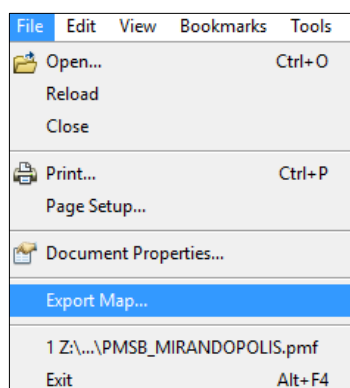 File Edit View Bookmarks Tools
Open... Ctrl+O
Reload
Close
Print... Ctrl+P
Page Setup...
Document Properties...
Export Map...
1 Z:\...\PMSB_MIRANDOPOLIS.pmf
Exit Alt+F4